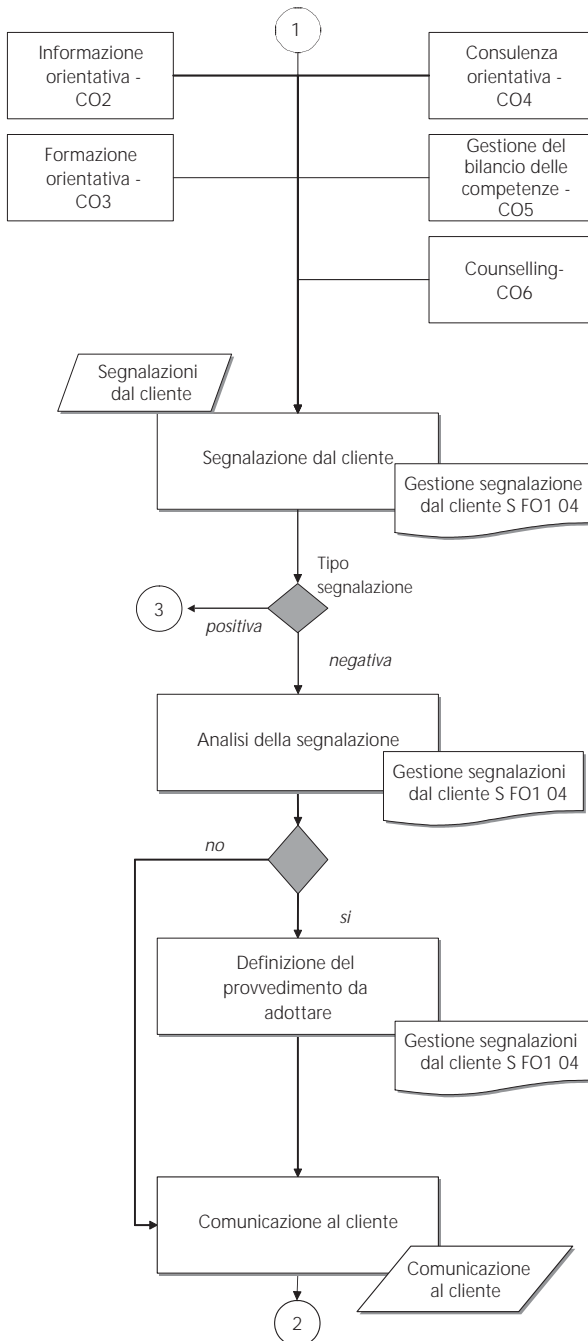 1
Informazione
orientativa -
CO2
Consulenza
orientativa -
CO4
Formazione
orientativa -
CO3
Gestione del
bilancio delle
competenze -
CO5
Counselling-
CO6
Segnalazioni
dal cliente
Segnalazione dal cliente
Gestione segnalazione
dal cliente S FO1 04
Tipo
segnalazione
3
positiva
negativa
Analisi della segnalazione
Gestione segnalazioni
dal cliente S FO1 04
no
si
Definizione del
provvedimento da
adottare
Gestione segnalazioni
dal cliente S FO1 04
Comunicazione al cliente
Comunicazione
al cliente
2